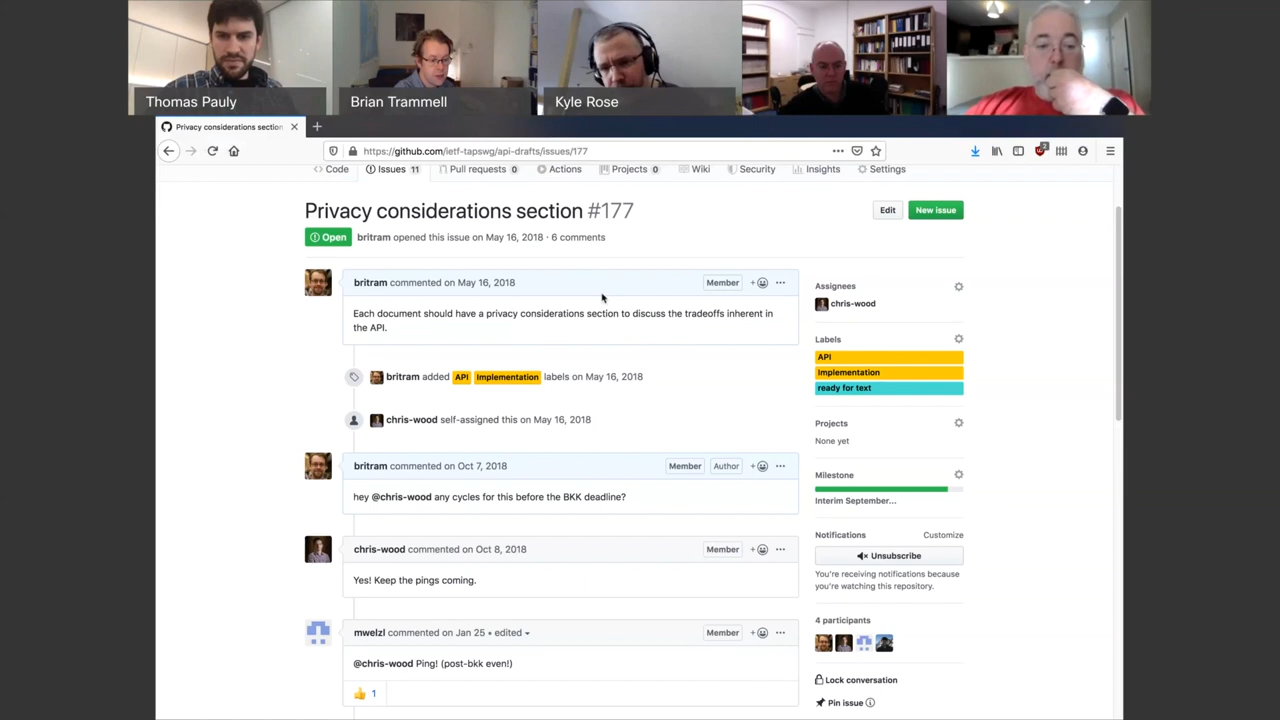 Thomas Pauly
Brian Trammell
Kyle Rose
Privacy considerations section
https://github.com/ietf-tapswg/api-drafts/issues/177
2
Code
Issues 11
Pull requests 0
Actions
Projects 0
Wiki
Security
Insights
Settings
Privacy considerations section #177
Edit
New issue
Open
britram opened this issue on May 16, 2018 · 6 comments
britram commented on May 16, 2018
Member
Each document should have a privacy considerations section to discuss the tradeoffs inherent in
the API.
britram added API Implementation labels on May 16, 2018
chris-wood self-assigned this on May 16, 2018
britram commented on Oct 7, 2018
Member
Author
hey @chris-wood any cycles for this before the BKK deadline?
chris-wood commented on Oct 8, 2018
Member
Yes! Keep the pings coming.
mwelzl commented on Jan 25 • edited
Member
@chris-wood Ping! (post-bkk even!)
1
Assignees
chris-wood
Labels
API
Implementation
ready for text
Projects
None yet
Milestone
Interim September...
Notifications
Customize
Unsubscribe
You're receiving notifications because
you're watching this repository.
4 participants
Lock conversation
Pin issue